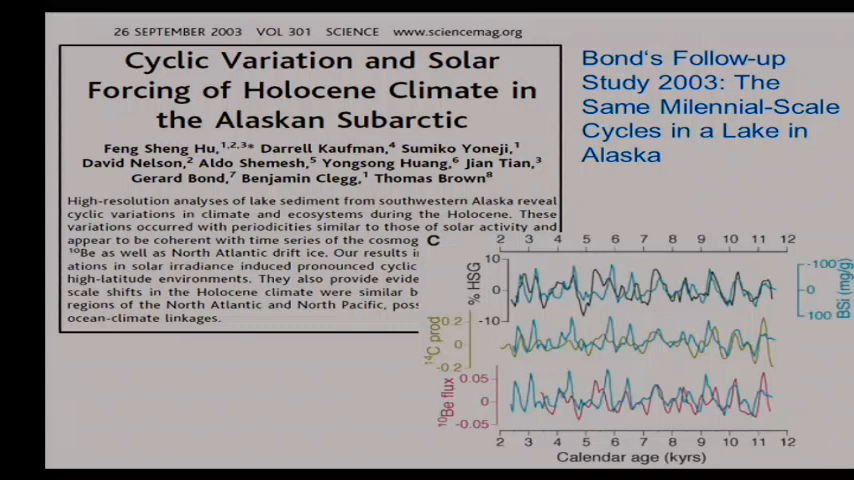 26 SEPTEMBER 2003 VOL 301 SCIENCE www.sciencemag.org
Cyclic Variation and Solar
Forcing of Holocene Climate in
the Alaskan Subarctic
Feng Sheng Hu,1,2,3* Darrell Kaufman,4 Sumiko Yoneji,1
David Nelson,2 Aldo Shemesh,5 Yongsong Huang,6 Jian Tian,3
Gerard Bond,7 Benjamin Clegg,1 Thomas Brown8
High-resolution analyses of lake sediment from southwestern Alaska reveal
cyclic variations in climate and ecosystems during the Holocene. These
variations occurred with periodicities similar to those of solar activity and
appear to be coherent with time series of the cosmog
10Be as well as North Atlantic drift ice. Our results i
ations in solar irradiance induced pronounced cyclic
high-latitude environments. They also provide evide
scale shifts in the Holocene climate were similar b
regions of the North Atlantic and North Pacific, pos
ocean-climate linkages.
Bond's Follow-up
Study 2003: The
Same Milennial-Scale
Cycles in a Lake in
Alaska
C
2 3 4 5 6 7 8 9 10 11 12
% HSG
10
0
-10
-100
0
100
BSi (mg/g)
14C prod
0.2
0
-0.2
10Be flux
0.05
0
-0.05
2 3 4 5 6 7 8 9 10 11 12
Calendar age (kyrs)